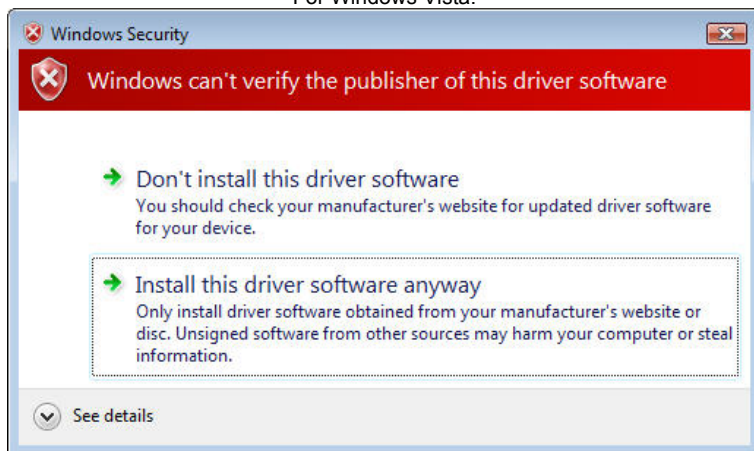 For Windows Vista:
Windows Security
Windows can't verify the publisher of this driver software
Don't install this driver software
You should check your manufacturer's website for updated driver software
for your device.
Install this driver software anyway
Only install driver software obtained from your manufacturer's website or
disc. Unsigned software from other sources may harm your computer or steal
information.
See details